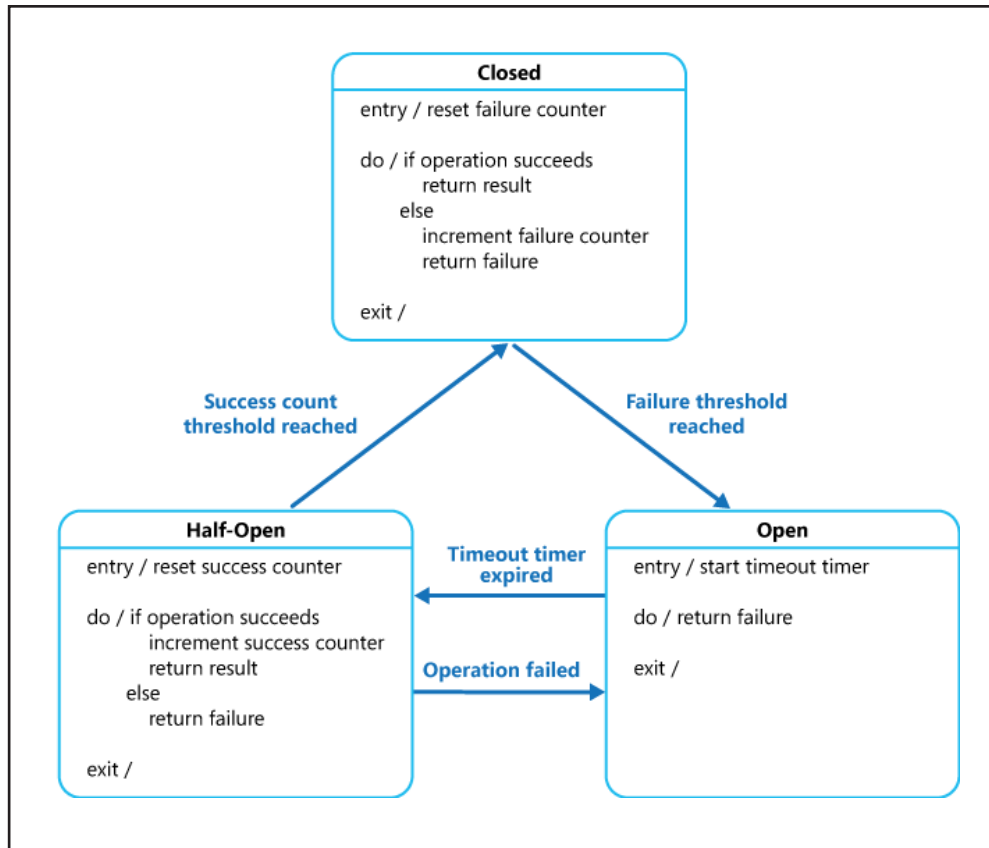 Closed
entry / reset failure counter
do / if operation succeeds
return result
else
increment failure counter
return failure
exit /
Success count
threshold reached
Failure threshold
reached
Half-Open
entry / reset success counter
do / if operation succeeds
increment success counter
return result
else
return failure
exit /
Timeout timer
expired
Operation failed
Open
entry / start timeout timer
do / return failure
exit /